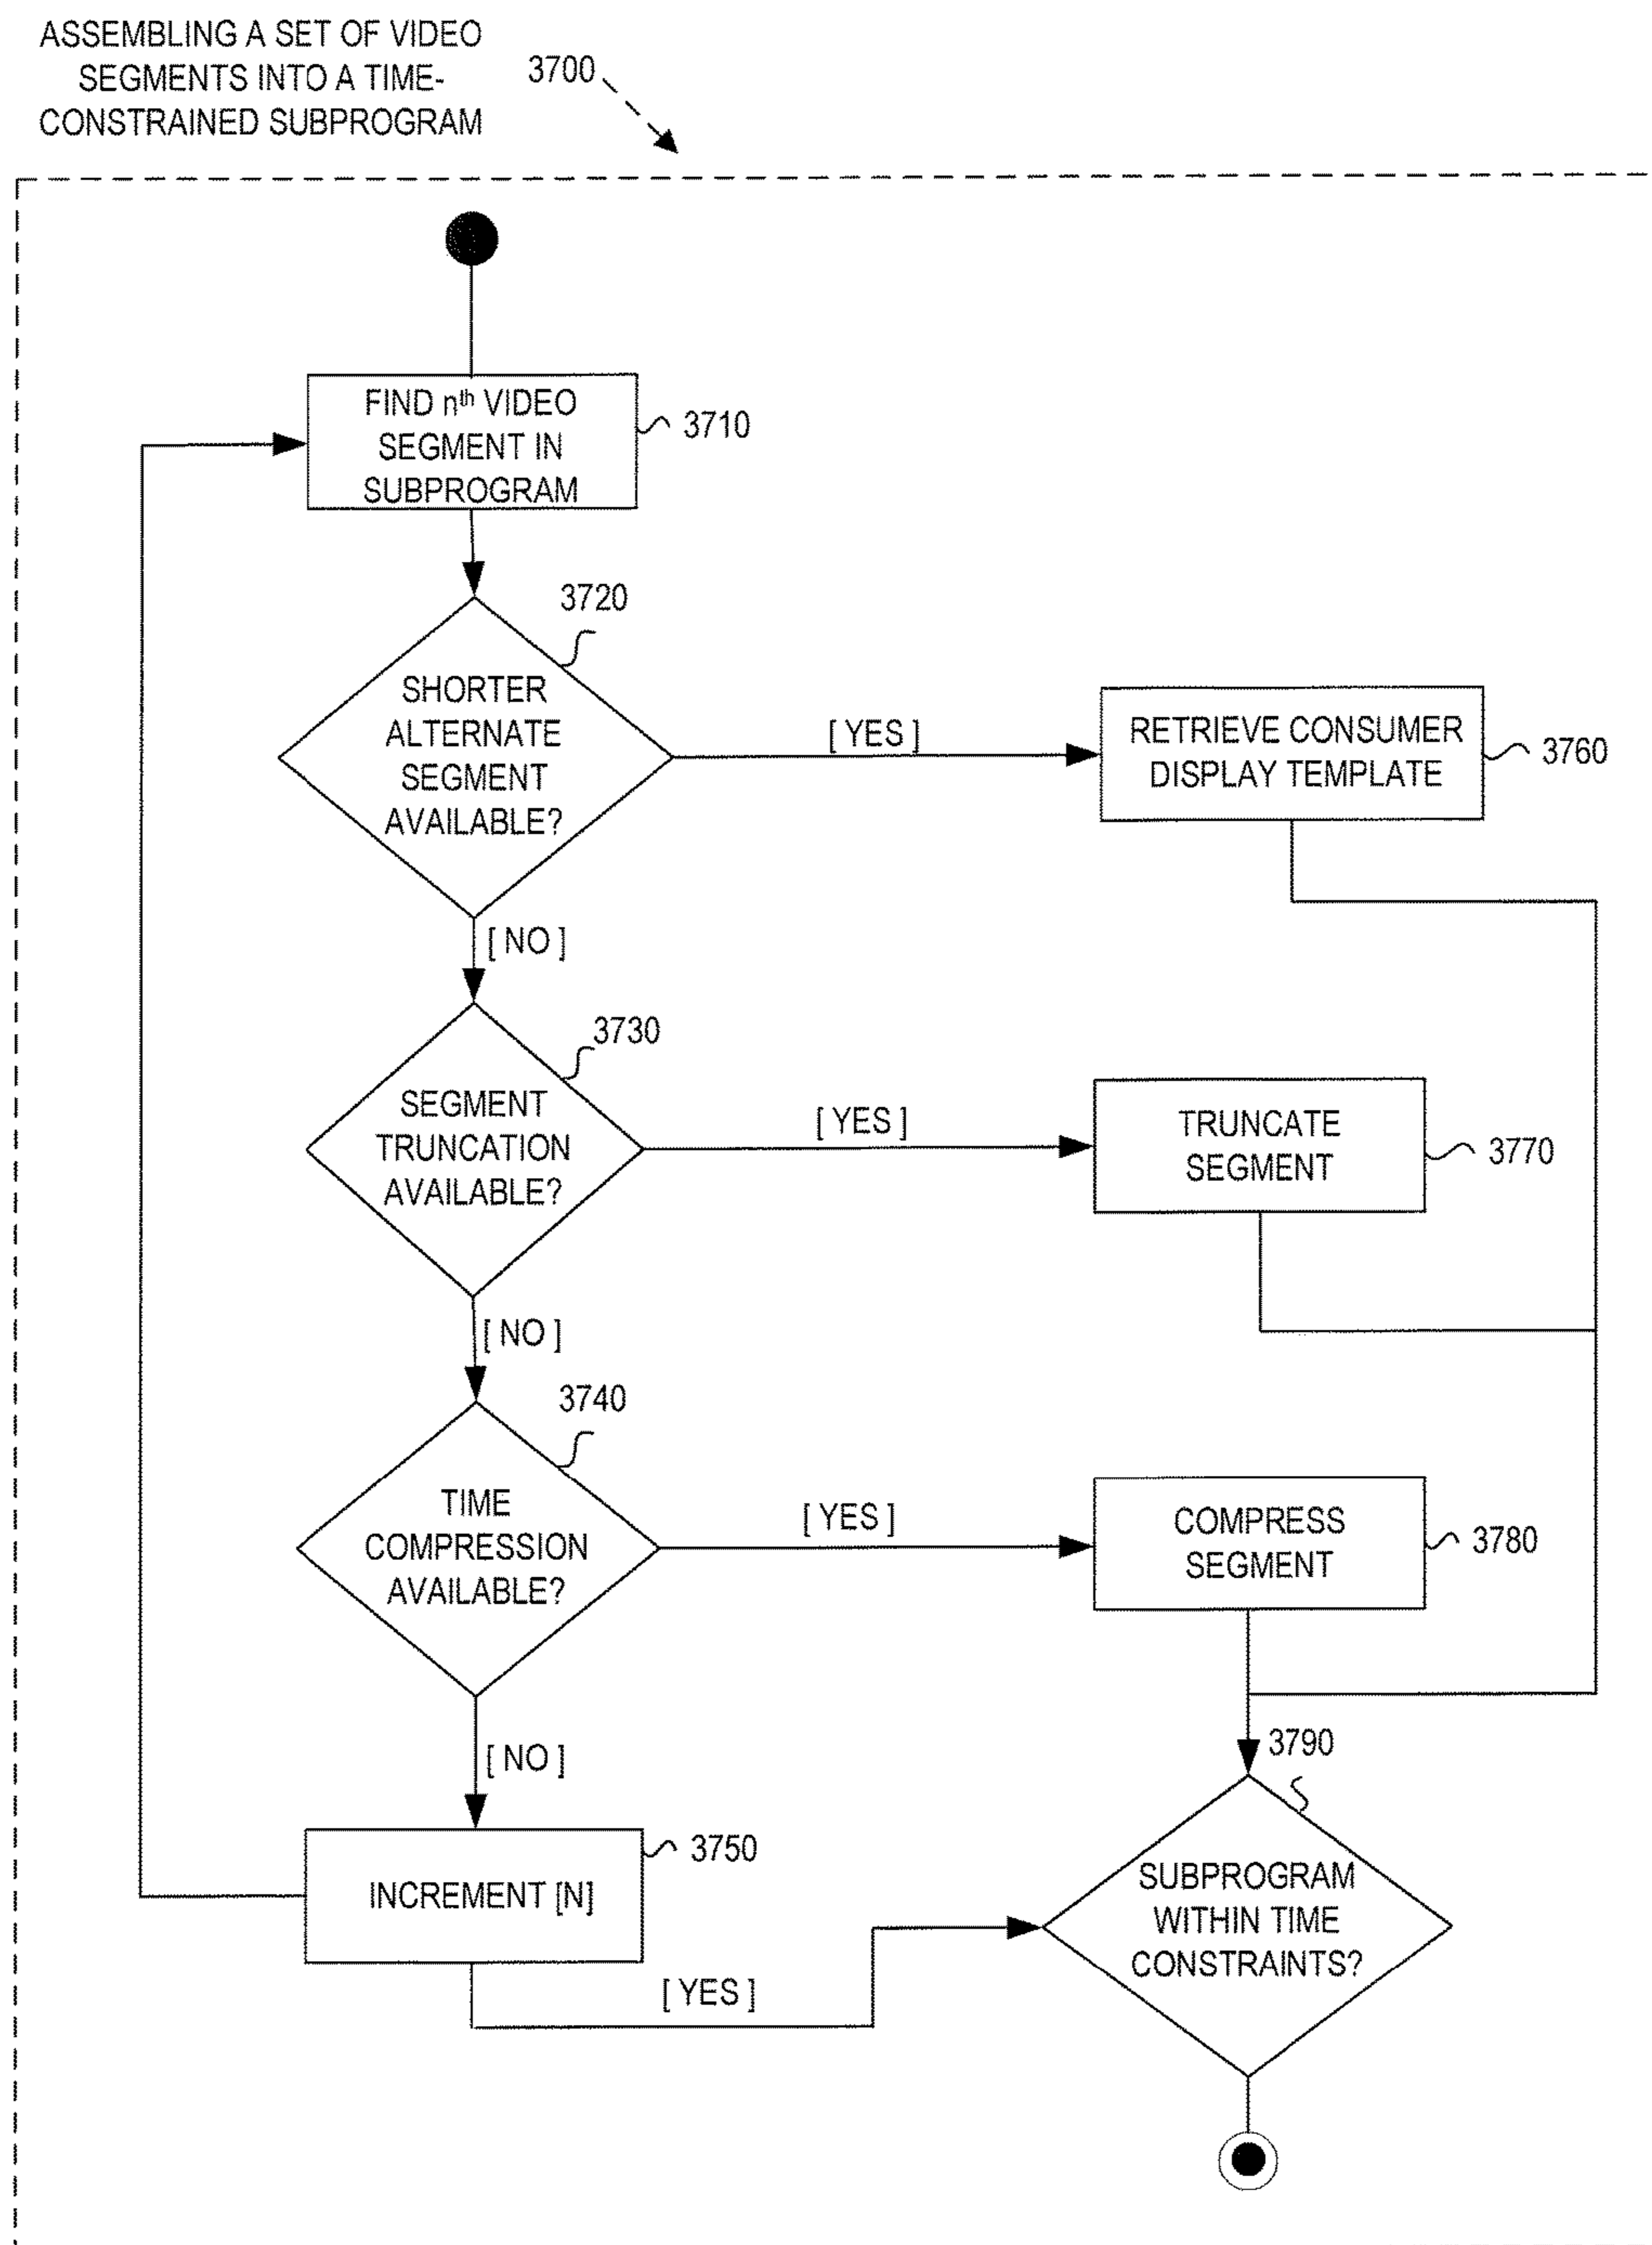 ASSEMBLING A SET OF VIDEO
SEGMENTS INTO A TIME-
CONSTRAINED SUBPROGRAM
3700
FIND nth VIDEO
SEGMENT IN
SUBPROGRAM
3710
3720
SHORTER
ALTERNATE
SEGMENT
AVAILABLE?
[ YES ]
RETRIEVE CONSUMER
DISPLAY TEMPLATE
3760
[ NO ]
3730
SEGMENT
TRUNCATION
AVAILABLE?
[ YES ]
TRUNCATE
SEGMENT
3770
[ NO ]
3740
TIME
COMPRESSION
AVAILABLE?
[ YES ]
COMPRESS
SEGMENT
3780
[ NO ]
3790
INCREMENT [N]
3750
SUBPROGRAM
WITHIN TIME
CONSTRAINTS?
[ YES ]